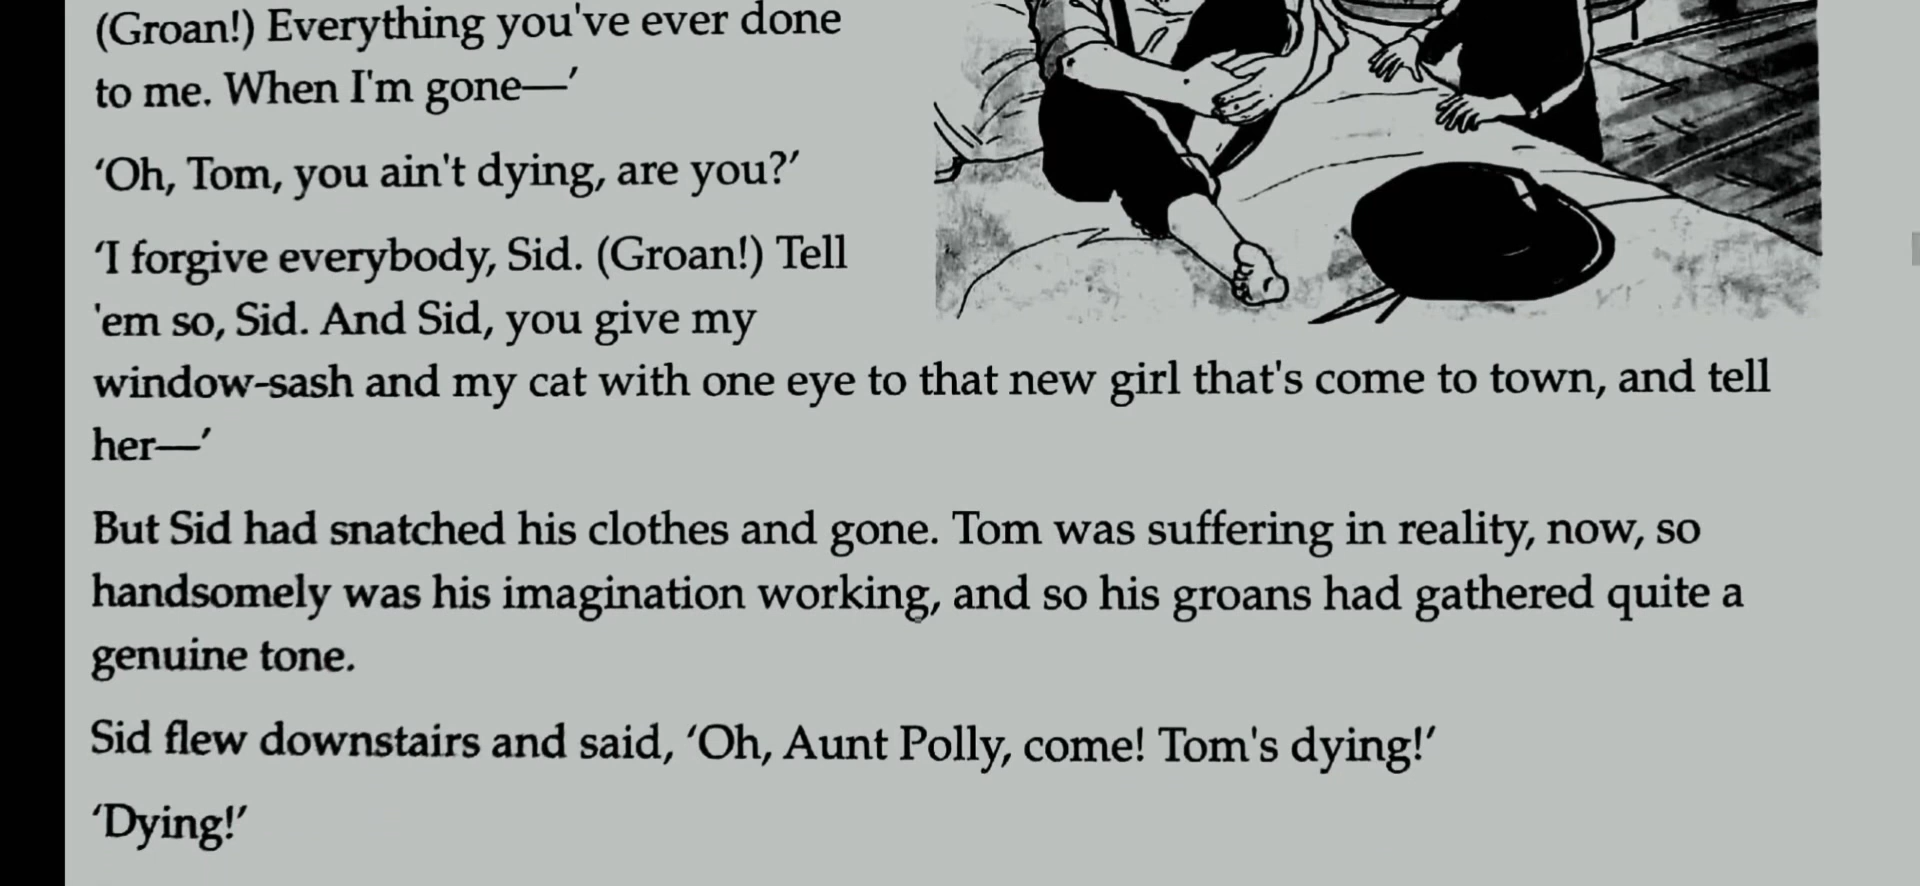 (Groan!) Everything you've ever done
to me. When I'm gone—’
‘Oh, Tom, you ain't dying, are you?’
‘I forgive everybody, Sid. (Groan!) Tell
'em so, Sid. And Sid, you give my
window-sash and my cat with one eye to that new girl that's come to town, and tell
her—’
But Sid had snatched his clothes and gone. Tom was suffering in reality, now, so
handsomely was his imagination working, and so his groans had gathered quite a
genuine tone.
Sid flew downstairs and said, ‘Oh, Aunt Polly, come! Tom's dying!’
‘Dying!’